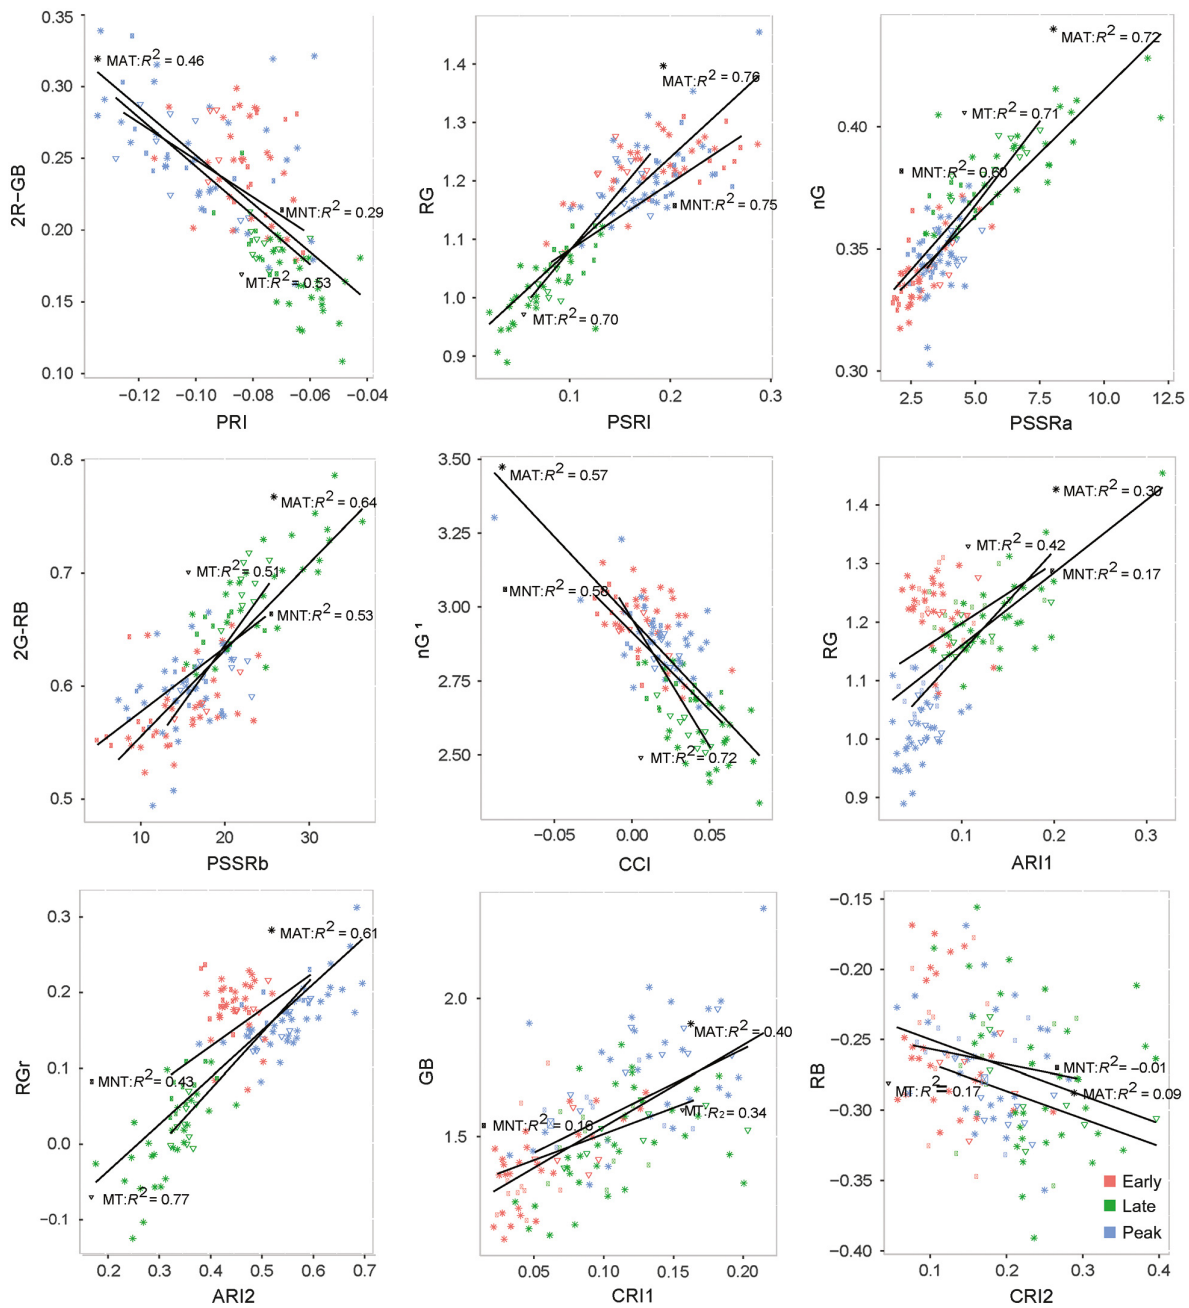 0.35
0.30
0.25
0.20
0.15
0.10
2R−GB
MAT:R² = 0.46
MNT:R² = 0.29
MT:R² = 0.53
−0.12 −0.10 −0.08 −0.06 −0.04
PRI
1.4
1.3
1.2
1.1
1.0
0.9
RG
MAT:R² = 0.76
MNT:R² = 0.75
MT:R² = 0.70
0.1 0.2 0.3
PSRI
0.40
0.35
0.30
nG
MAT:R² = 0.72
MT:R² = 0.71
MNT:R² = 0.60
2.5 5.0 7.5 10.0 12.5
PSSRa
0.8
0.7
0.6
0.5
2G-RB
MAT:R² = 0.64
MT:R² = 0.51
MNT:R² = 0.53
10 20 30
PSSRb
3.50
3.25
3.00
2.75
2.50
nG⁻¹
MAT:R² = 0.57
MNT:R² = 0.58
MT:R² = 0.72
−0.05 0.00 0.05
CCI
1.4
1.3
1.2
1.1
1.0
0.9
RG
MAT:R² = 0.30
MT:R² = 0.42
MNT:R² = 0.17
0.1 0.2 0.3
ARI1
0.3
0.2
0.1
0.0
−0.1
RGr
MAT:R² = 0.61
MNT:R² = 0.43
MT:R² = 0.77
0.2 0.3 0.4 0.5 0.6 0.7
ARI2
2.0
1.5
GB
MAT:R² = 0.40
MNT:R² = 0.16
MT:R₂ = 0.34
0.05 0.10 0.15 0.20
CRI1
−0.15
−0.20
−0.25
−0.30
−0.35
−0.40
RB
MNT:R² = −0.01
MT:R² = 0.17
MAT:R² = 0.09
Early
Late
Peak
0.1 0.2 0.3 0.4
CRI2